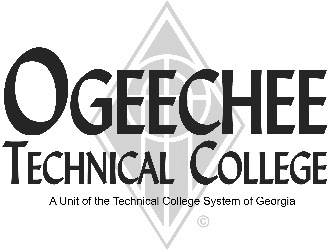 OGEECHEE
TECHNICAL COLLEGE
A Unit of the Technical College System of Georgia
©